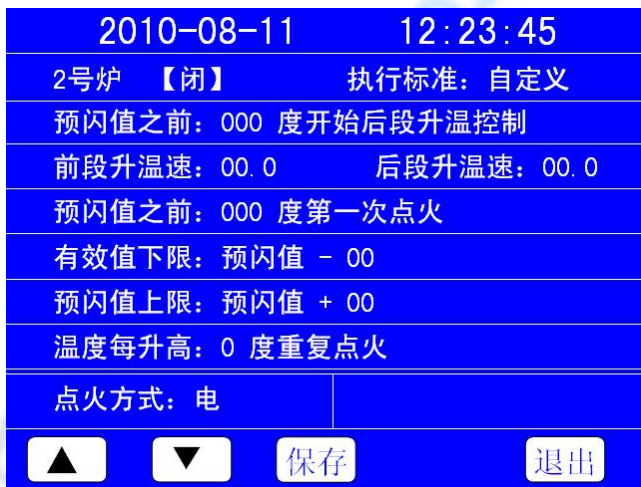 2010-08-11 12:23:45
2号炉 【闭】 执行标准：自定义
预闪值之前：000 度开始后段升温控制
前段升温速：00.0 后段升温速：00.0
预闪值之前：000 度第一次点火
有效值下限：预闪值 - 00
预闪值上限：预闪值 + 00
温度每升高：0 度重复点火
点火方式：电
▲ ▼ 保存 退出